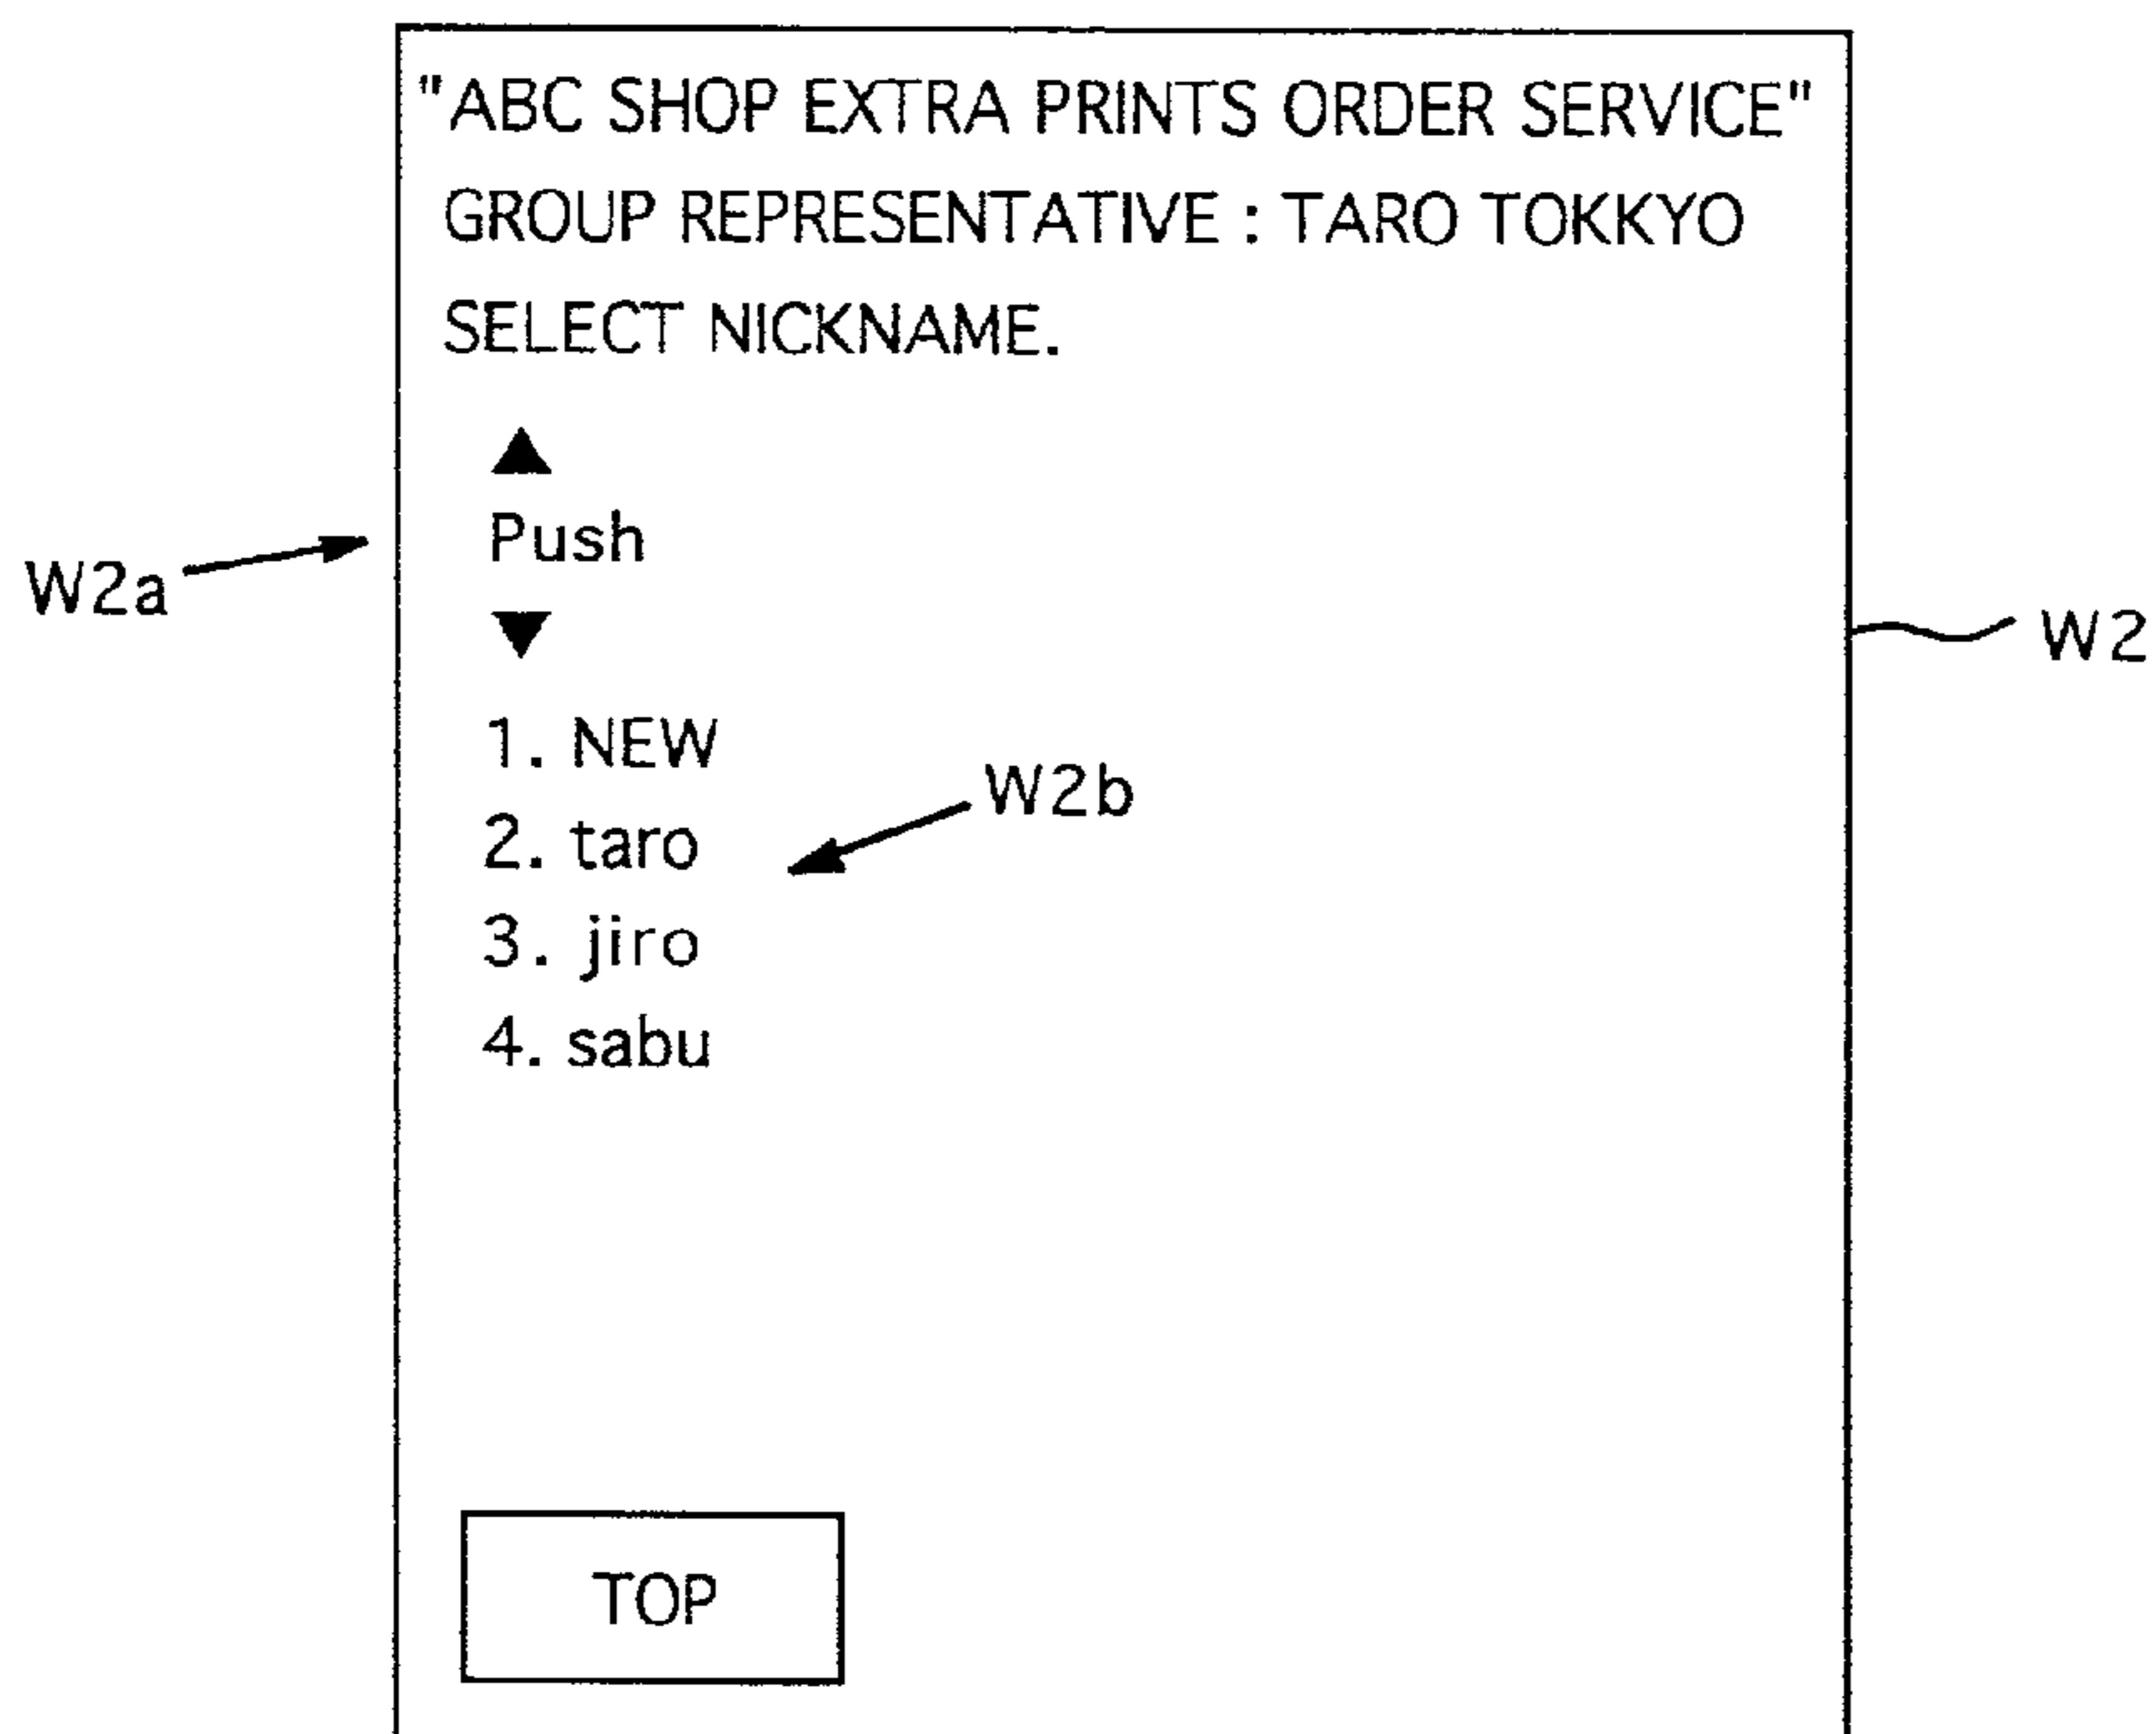 "ABC SHOP EXTRA PRINTS ORDER SERVICE"
GROUP REPRESENTATIVE : TARO TOKKYO
SELECT NICKNAME.
▲
Push
▼
W2a
W2
1. NEW
2. taro
W2b
3. jiro
4. sabu
TOP